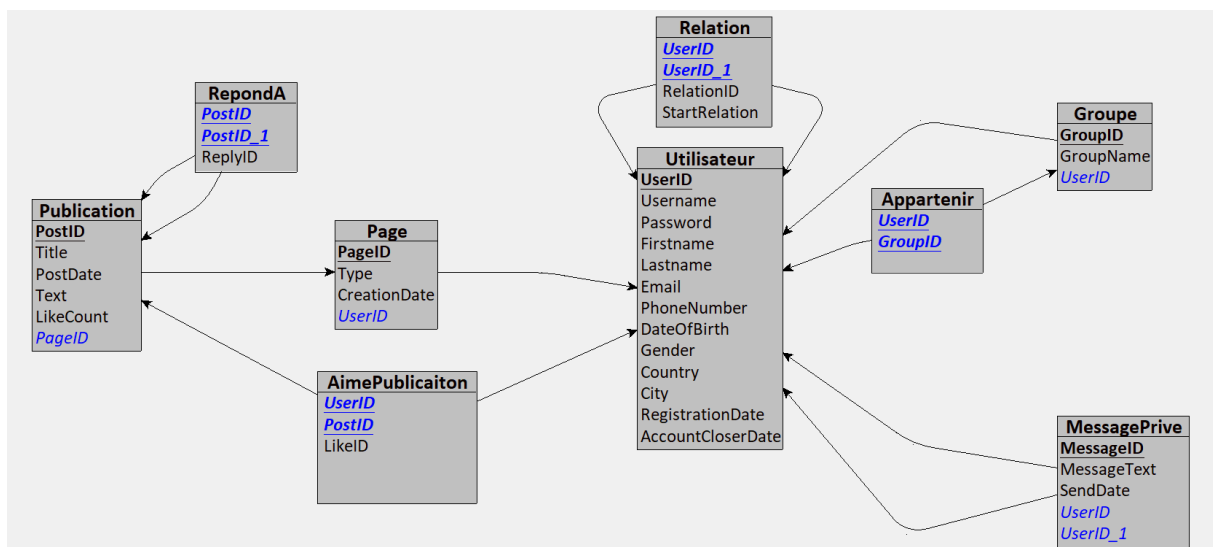 Relation
UserID
UserID_1
RelationID
StartRelation
RepondA
PostID
PostID_1
ReplyID
Groupe
GroupID
GroupName
UserID
Utilisateur
UserID
Username
Password
Firstname
Lastname
Email
PhoneNumber
DateOfBirth
Gender
Country
City
RegistrationDate
AccountCloserDate
Appartenir
UserID
GroupID
Publication
PostID
Title
PostDate
Text
LikeCount
PageID
Page
PageID
Type
CreationDate
UserID
AimePublicaiton
UserID
PostID
LikeID
MessagePrive
MessageID
MessageText
SendDate
UserID
UserID_1